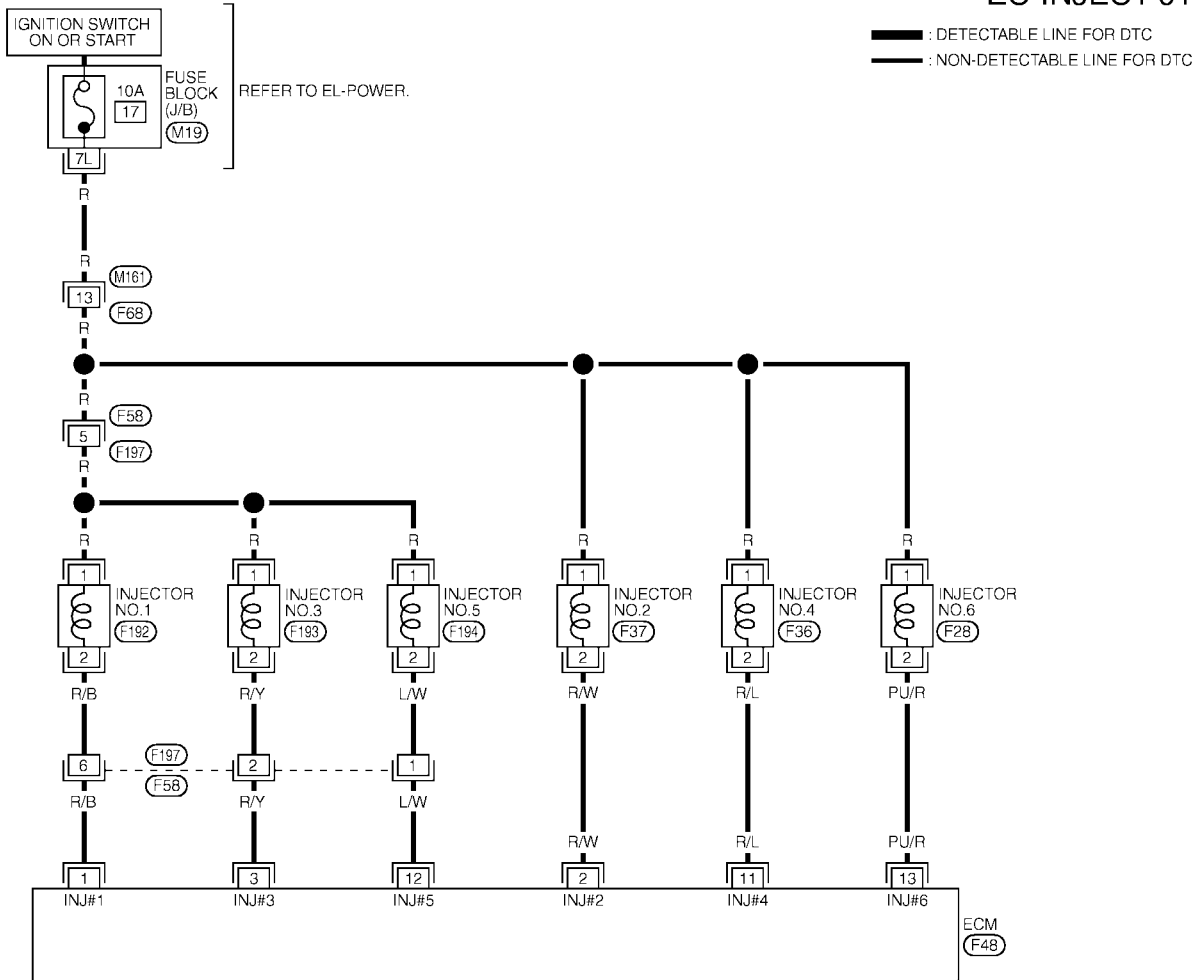 IGNITION SWITCH
ON OR START
: DETECTABLE LINE FOR DTC
: NON-DETECTABLE LINE FOR DTC
10A
17
FUSE
BLOCK
(J/B)
M19
REFER TO EL-POWER.
7L
R
R
M161
13
F68
R
R
F58
5
F197
R
R R R R R R
1 1 1 1 1 1
INJECTOR
NO.1
F192
INJECTOR
NO.3
F193
INJECTOR
NO.5
F194
INJECTOR
NO.2
F37
INJECTOR
NO.4
F36
INJECTOR
NO.6
F28
2 2 2 2 2 2
R/B R/Y L/W R/W R/L PU/R
6 F197 2 1
F58
R/B R/Y L/W
R/W R/L PU/R
1 3 12 2 11 13
INJ#1 INJ#3 INJ#5 INJ#2 INJ#4 INJ#6
ECM
F48